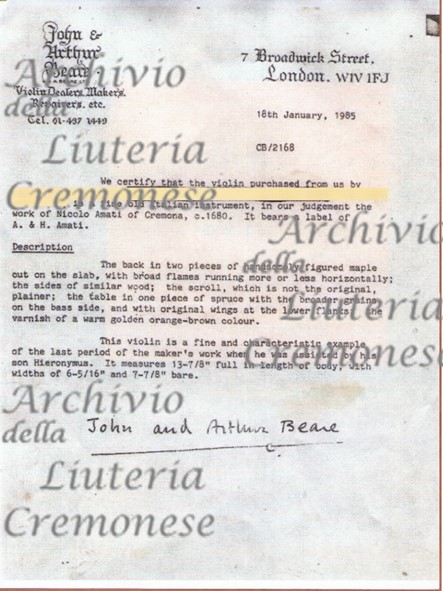 John &
Arthur
Beare
Violin Dealers, Makers,
Repairers, etc.
Tel. 01-437 1449
7 Broadwick Street,
London. W1V 1FJ
18th January, 1985
CB/2168
We certify that the violin purchased from us by
is a fine old Italian instrument, in our judgement the
work of Nicolo Amati of Cremona, c.1680. It bears a label of
A. & H. Amati.
Description
The back in two pieces of handsomely figured maple
cut on the slab, with broad flames running more or less horizontally;
the sides of similar wood; the scroll, which is not the original,
plainer; the table in one piece of spruce with the broad graining
on the bass side, and with original wings at the lower flanks; the
varnish of a warm golden orange-brown colour.
This violin is a fine and characteristic example
of the last period of the maker's work when he was assisted by his
son Hieronymus. It measures 13-7/8" full in length of body, with
widths of 6-5/16" and 7-7/8" bare.
John and Arthur Beare
Archivio
della
Liuteria
Cremonese
Archivio
della
Liuteria
Cremonese
Archivio
della
Liuteria
Cremonese